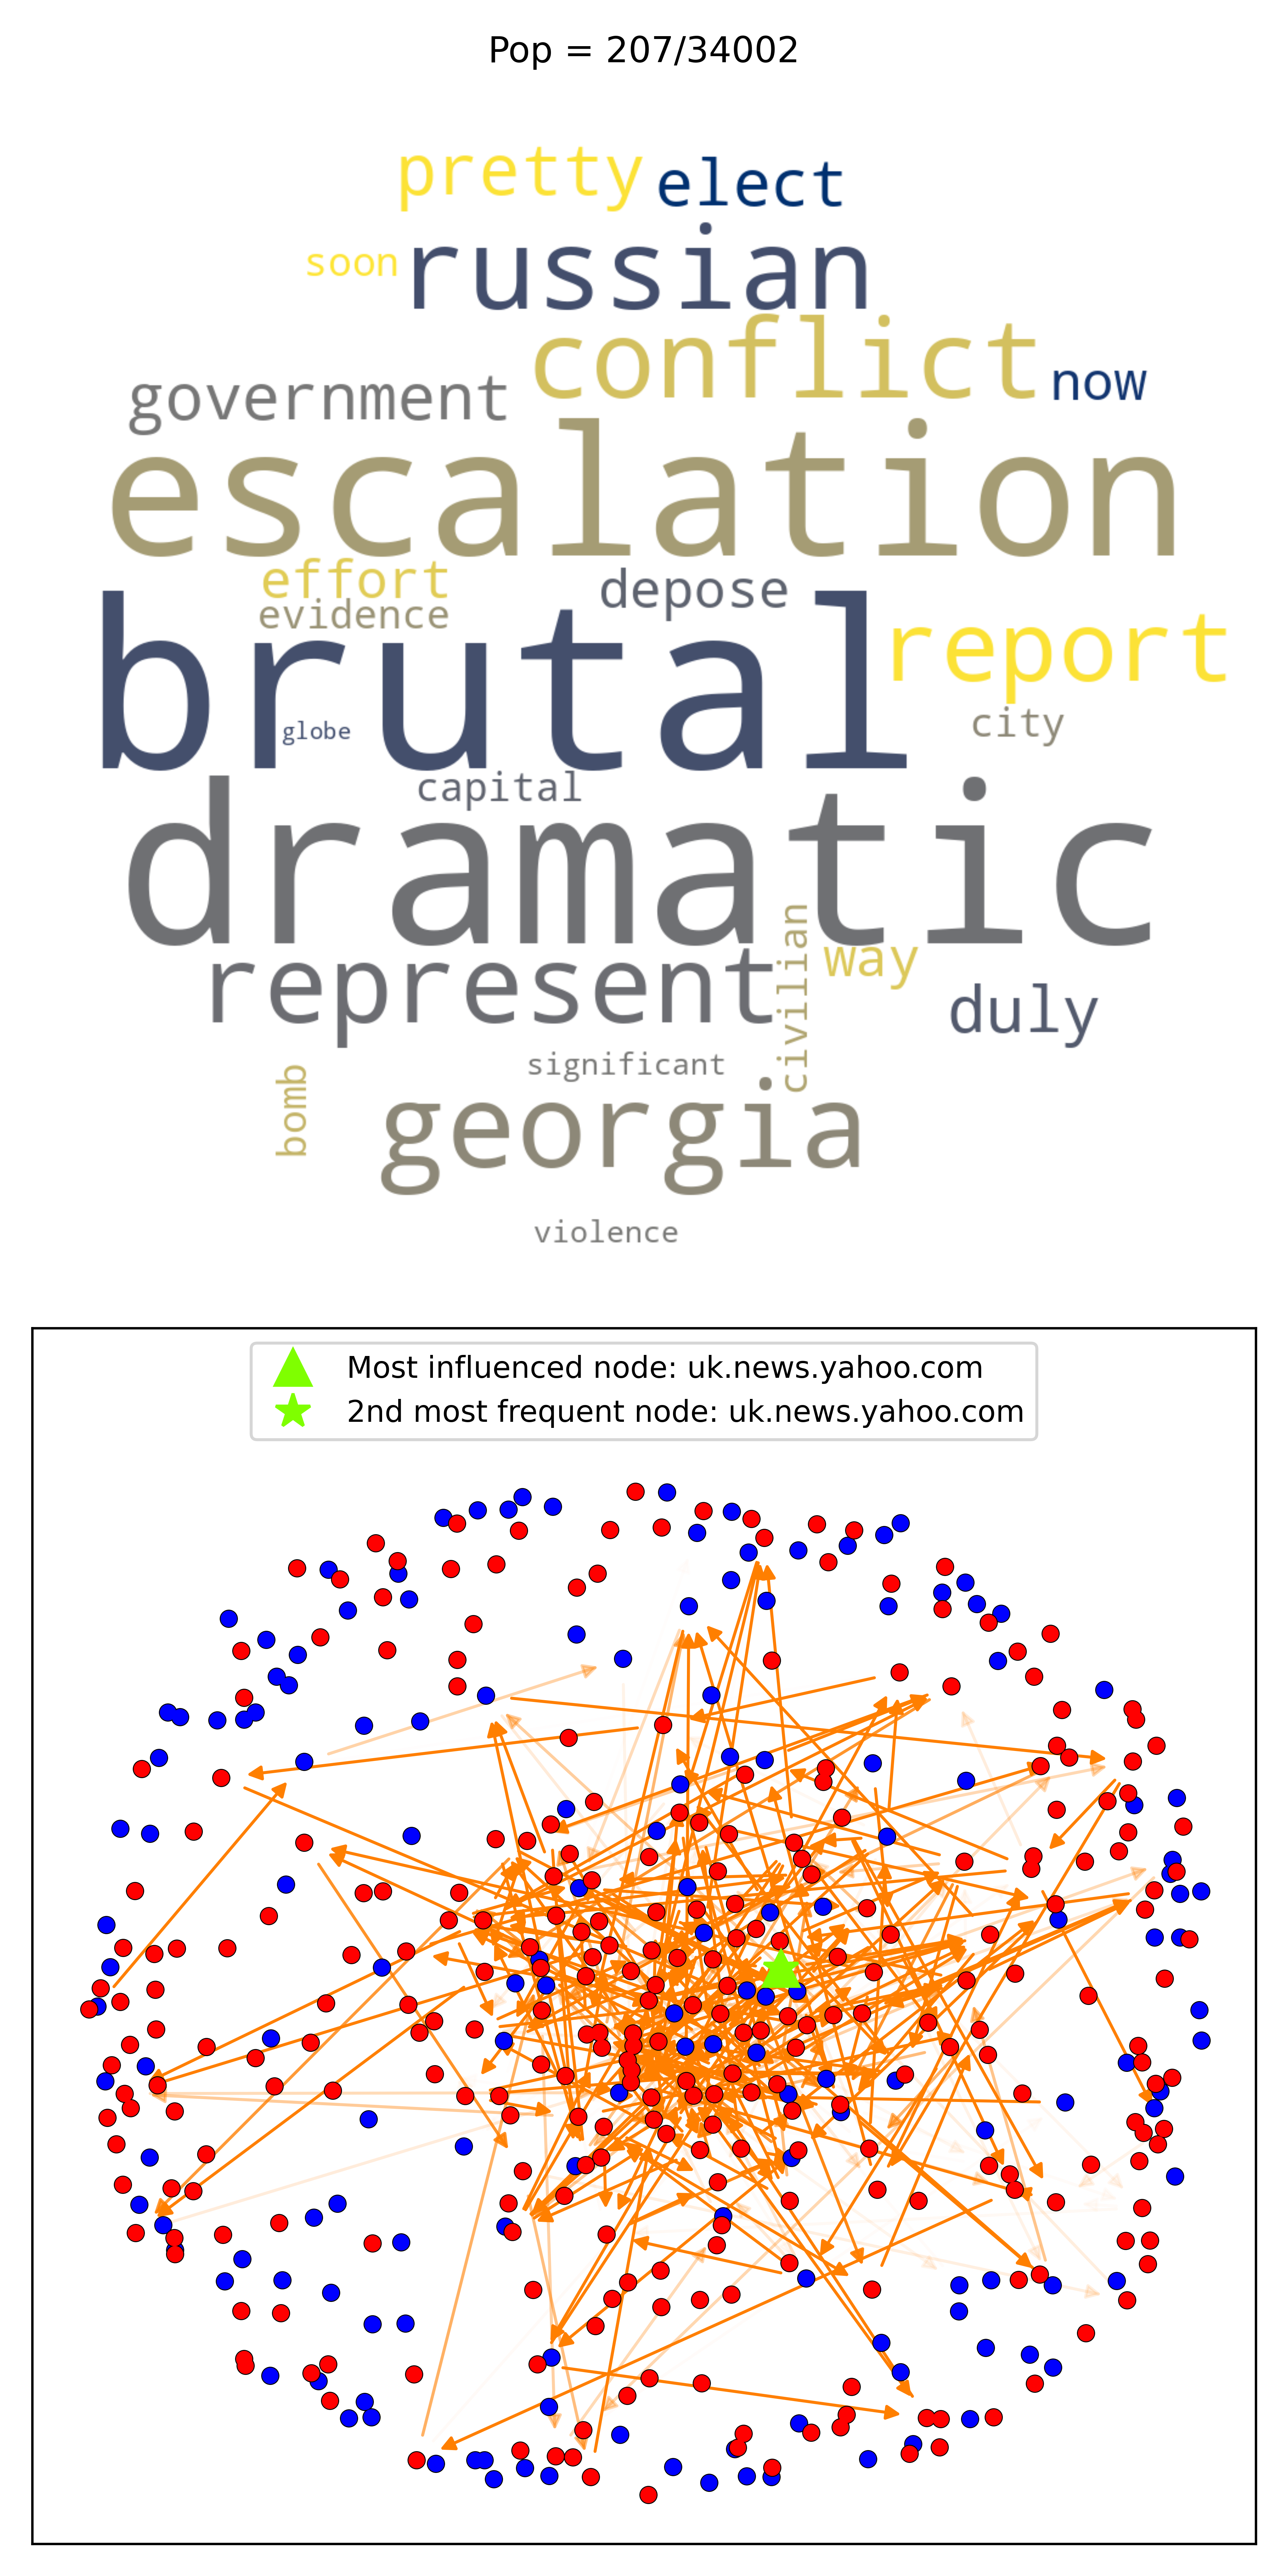 Pop = 207/34002
pretty elect
soon russian
conflict
government now
escalation
effort depose
evidence
brutal report
globe city
capital
dramatic
civilian
represent way
duly
significant
bomb georgia
violence
Most influenced node: uk.news.yahoo.com
2nd most frequent node: uk.news.yahoo.com